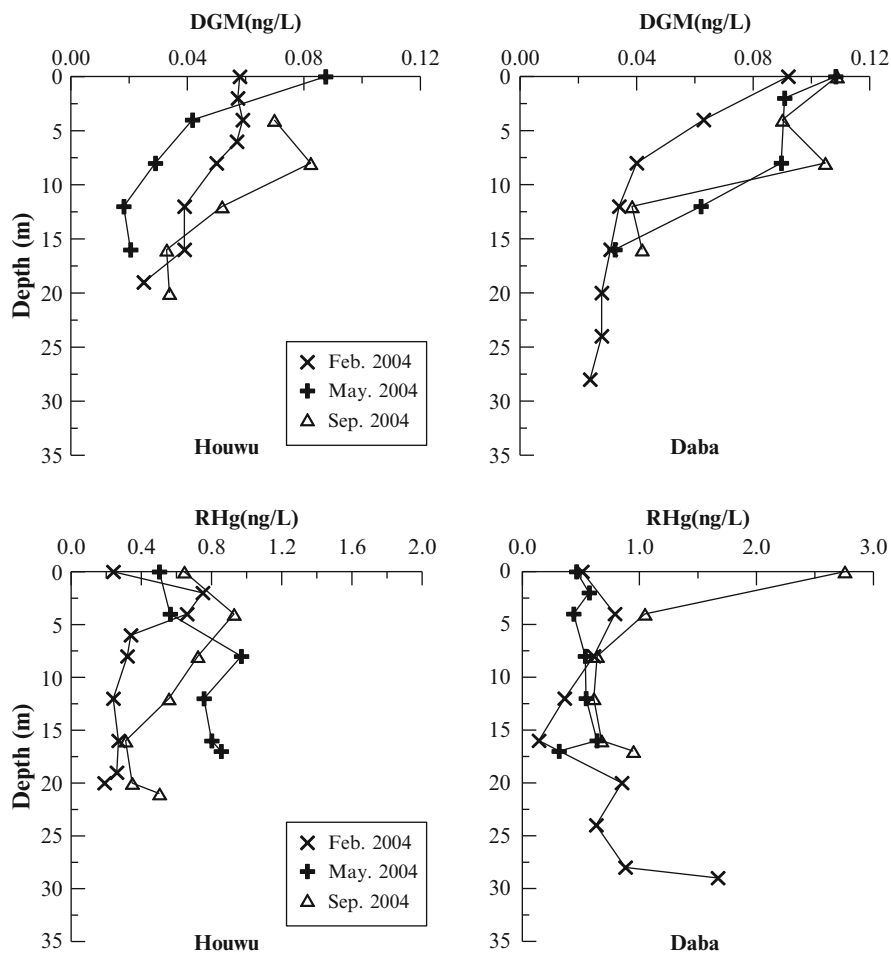 DGM(ng/L)
0.00 0.04 0.08 0.12
Depth (m)
0
5
10
15
20
25
30
35
Feb. 2004
May. 2004
Sep. 2004
Houwu
DGM(ng/L)
0.00 0.04 0.08 0.12
0
5
10
15
20
25
30
35
Daba
RHg(ng/L)
0.0 0.4 0.8 1.2 1.6 2.0
Depth (m)
0
5
10
15
20
25
30
35
Feb. 2004
May. 2004
Sep. 2004
Houwu
RHg(ng/L)
0.0 1.0 2.0 3.0
0
5
10
15
20
25
30
35
Daba